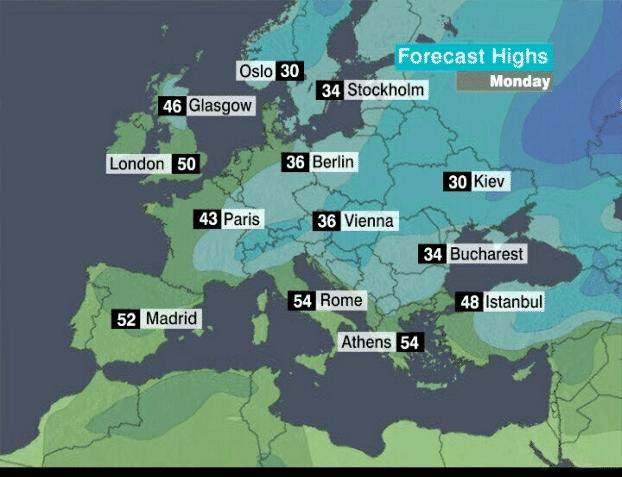 Forecast Highs
Monday
Oslo 30
34 Stockholm
46 Glasgow
London 50
36 Berlin
30 Kiev
43 Paris
36 Vienna
34 Bucharest
54 Rome
48 Istanbul
52 Madrid
Athens 54